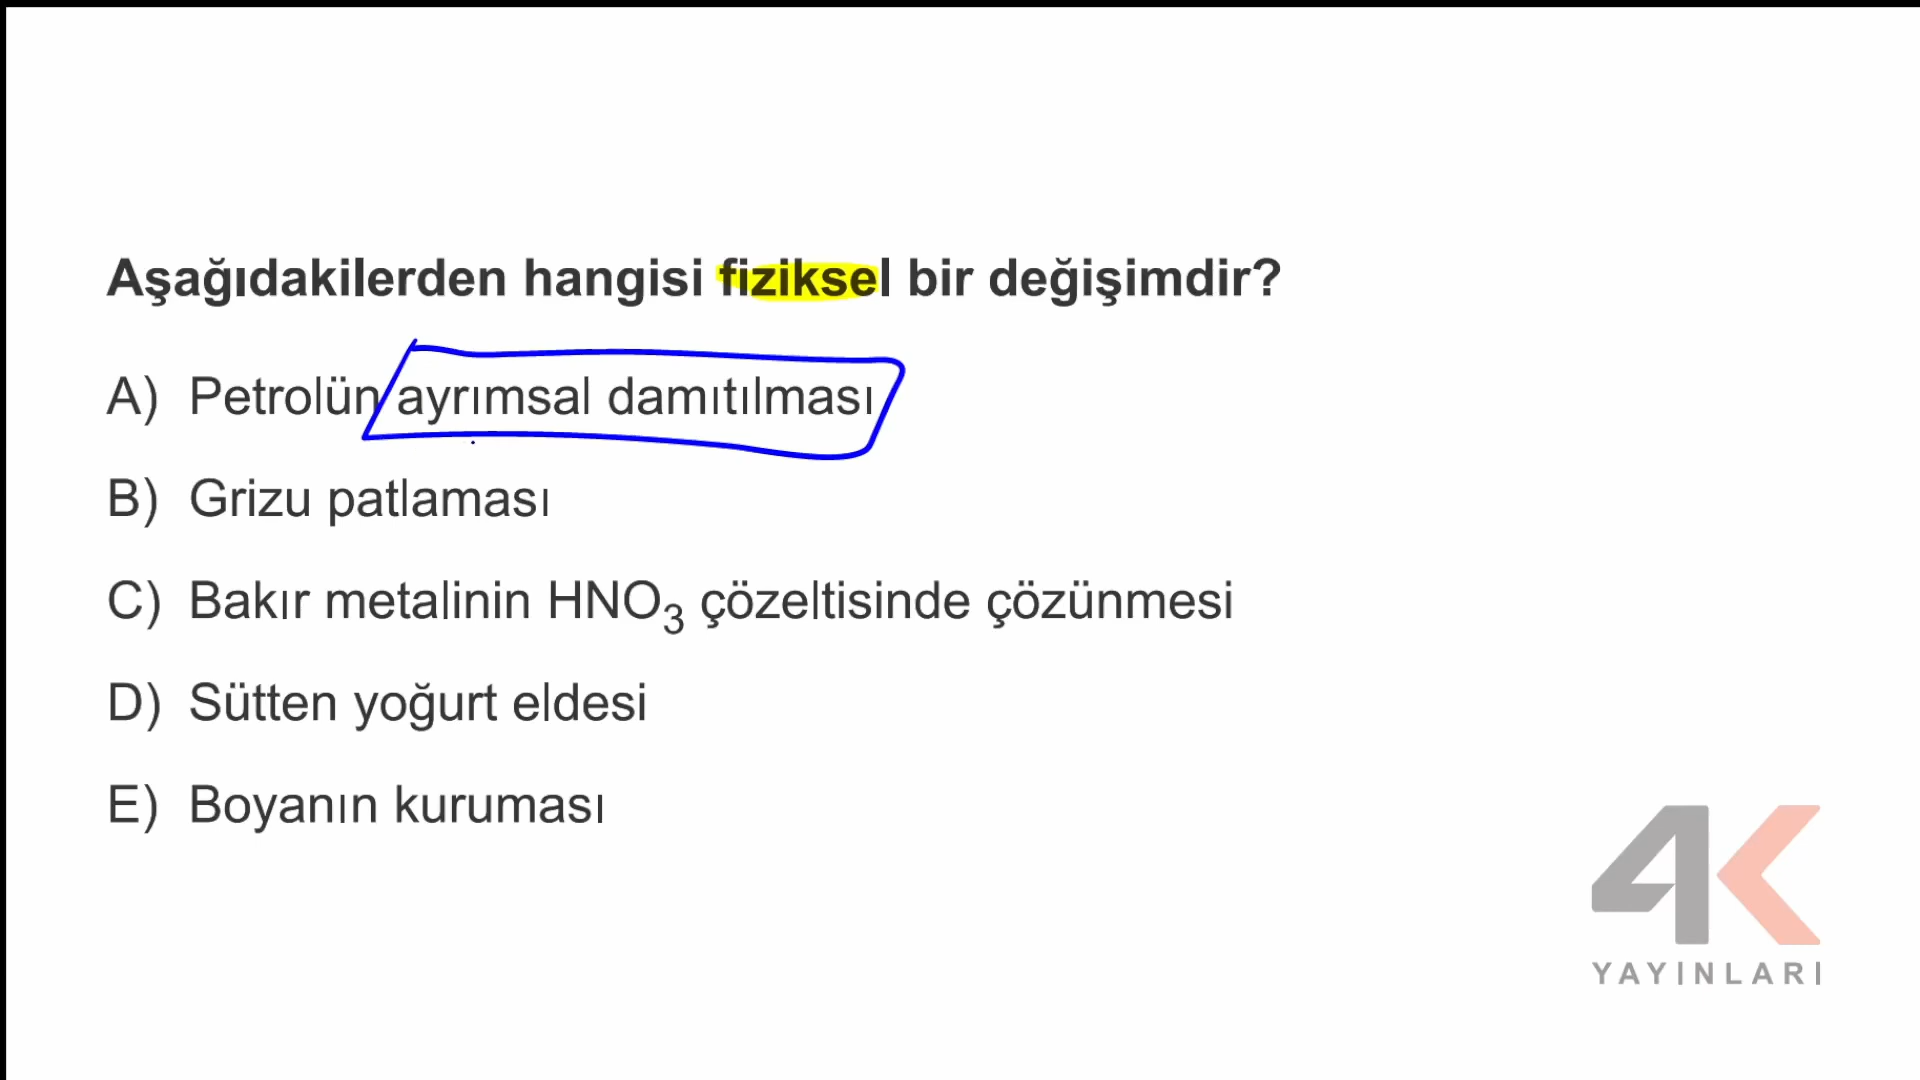 Aşağıdakilerden hangisi fiziksel bir değişimdir?
A) Petrolün ayrımsal damıtılması
B) Grizu patlaması
C) Bakır metalinin HNO₃ çözeltisinde çözünmesi
D) Sütten yoğurt eldesi
E) Boyanın kuruması
4K
YAYINLARI